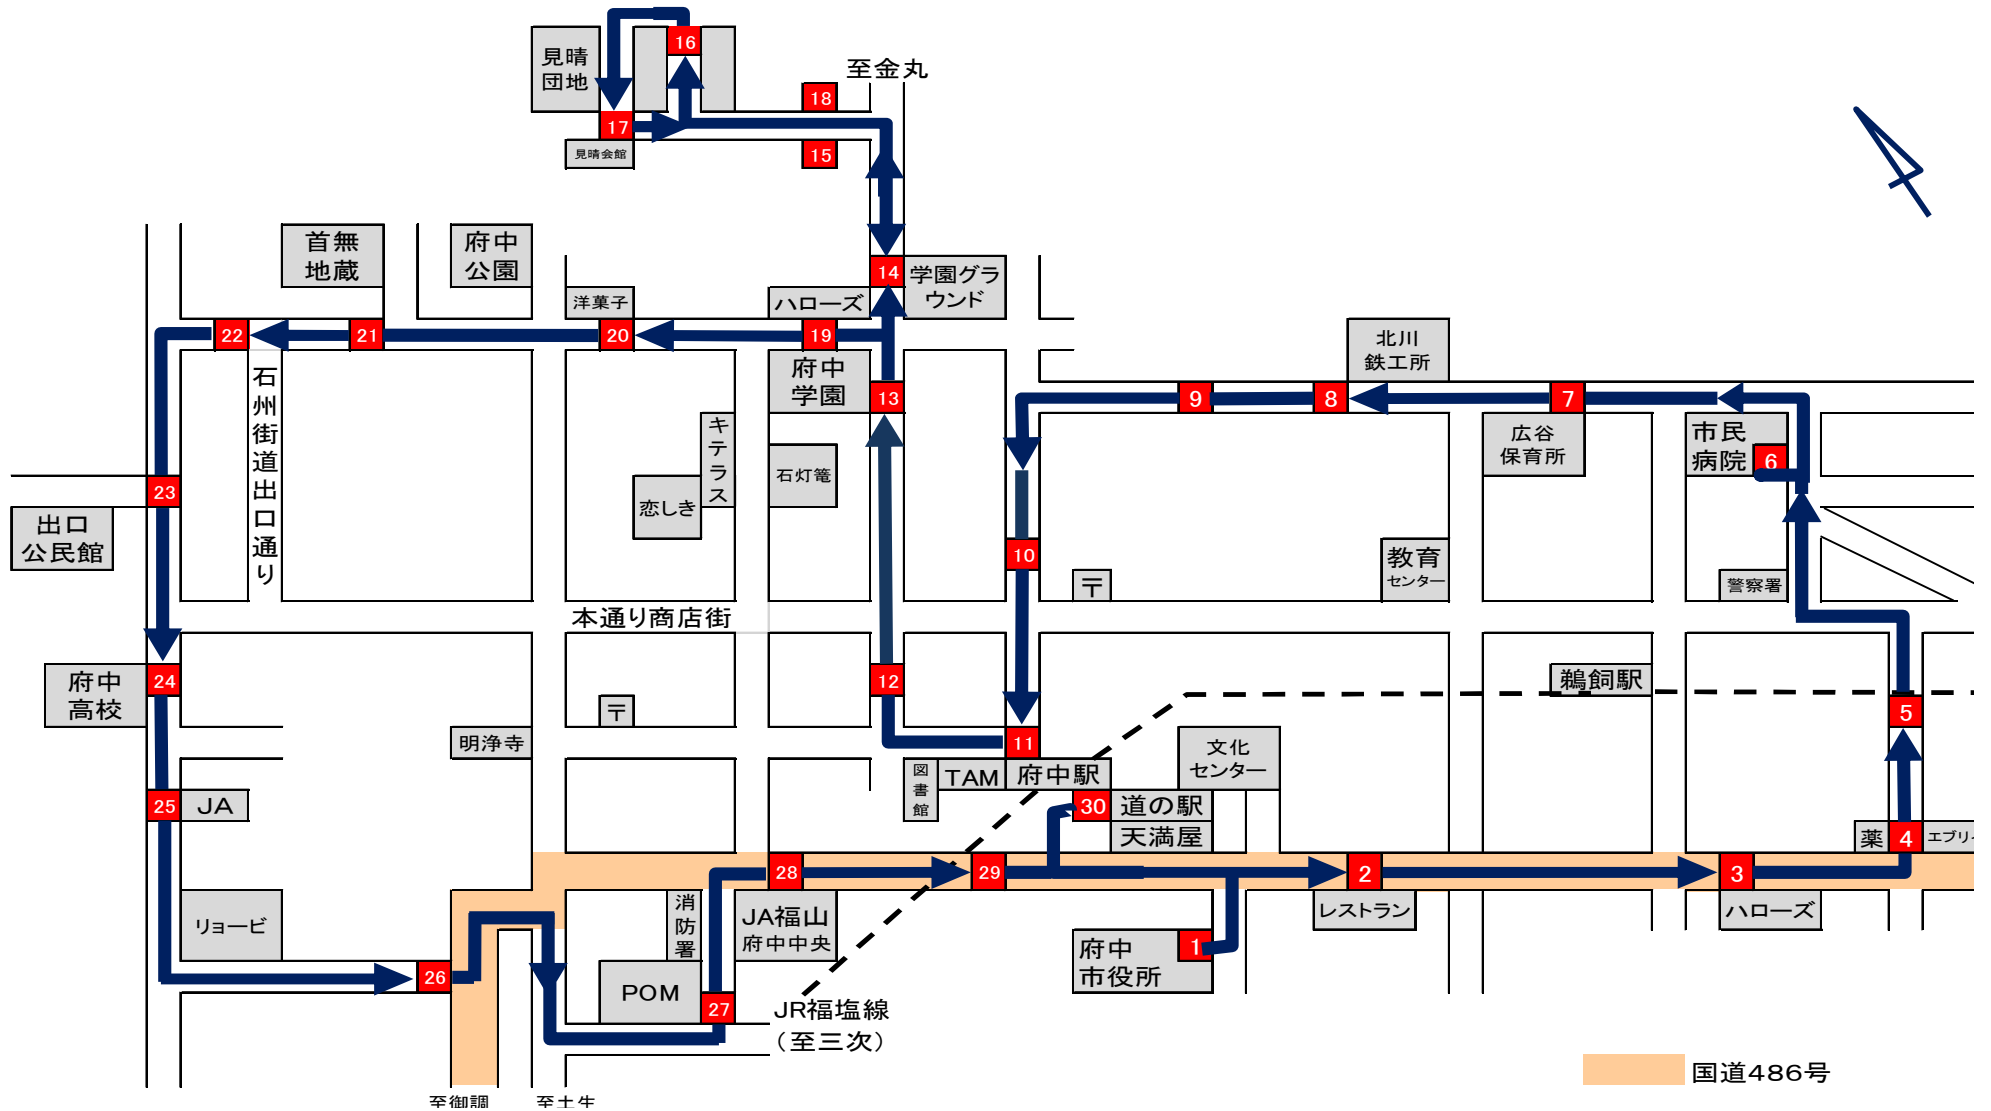 見晴
団地
16
至金丸
18
17
見晴会館
15
首無
地蔵
府中
公園
14
学園グラ
ウンド
洋菓子
ハローズ
22
21
20
19
北川
鉄工所
石
州
街
道
出
口
通
り
府中
学園
13
9
8
7
キ
テ
ラ
ス
石灯篭
恋しき
広谷
保育所
市民
病院
6
23
出口
公民館
10
〒
教育
センター
警察署
本通り商店街
府中
高校
24
12
鵜飼駅
〒
5
明浄寺
11
文化
センター
図
書
館
TAM
府中駅
25
JA
30
道の駅
天満屋
薬
4
エブリイ
28
29
2
3
リョービ
消
防
署
JA福山
府中中央
レストラン
ハローズ
府中
市役所
1
26
POM
27
JR福塩線
（至三次）
国道486号
至御調
至土生